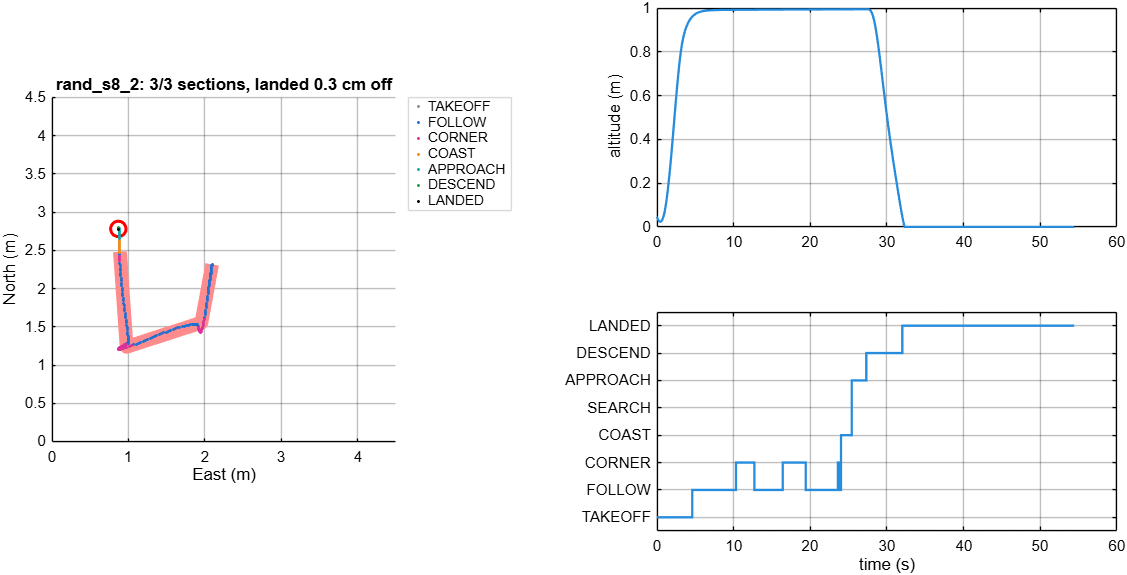 rand_s8_2: 3/3 sections, landed 0.3 cm off
4.5
4
3.5
3
2.5
2
1.5
1
0.5
0
0
1
2
3
4
North (m)
East (m)
TAKEOFF
FOLLOW
CORNER
COAST
APPROACH
DESCEND
LANDED
1
0.8
0.6
0.4
0.2
0
altitude (m)
0
10
20
30
40
50
60
LANDED
DESCEND
APPROACH
SEARCH
COAST
CORNER
FOLLOW
TAKEOFF
0
10
20
30
40
50
60
time (s)